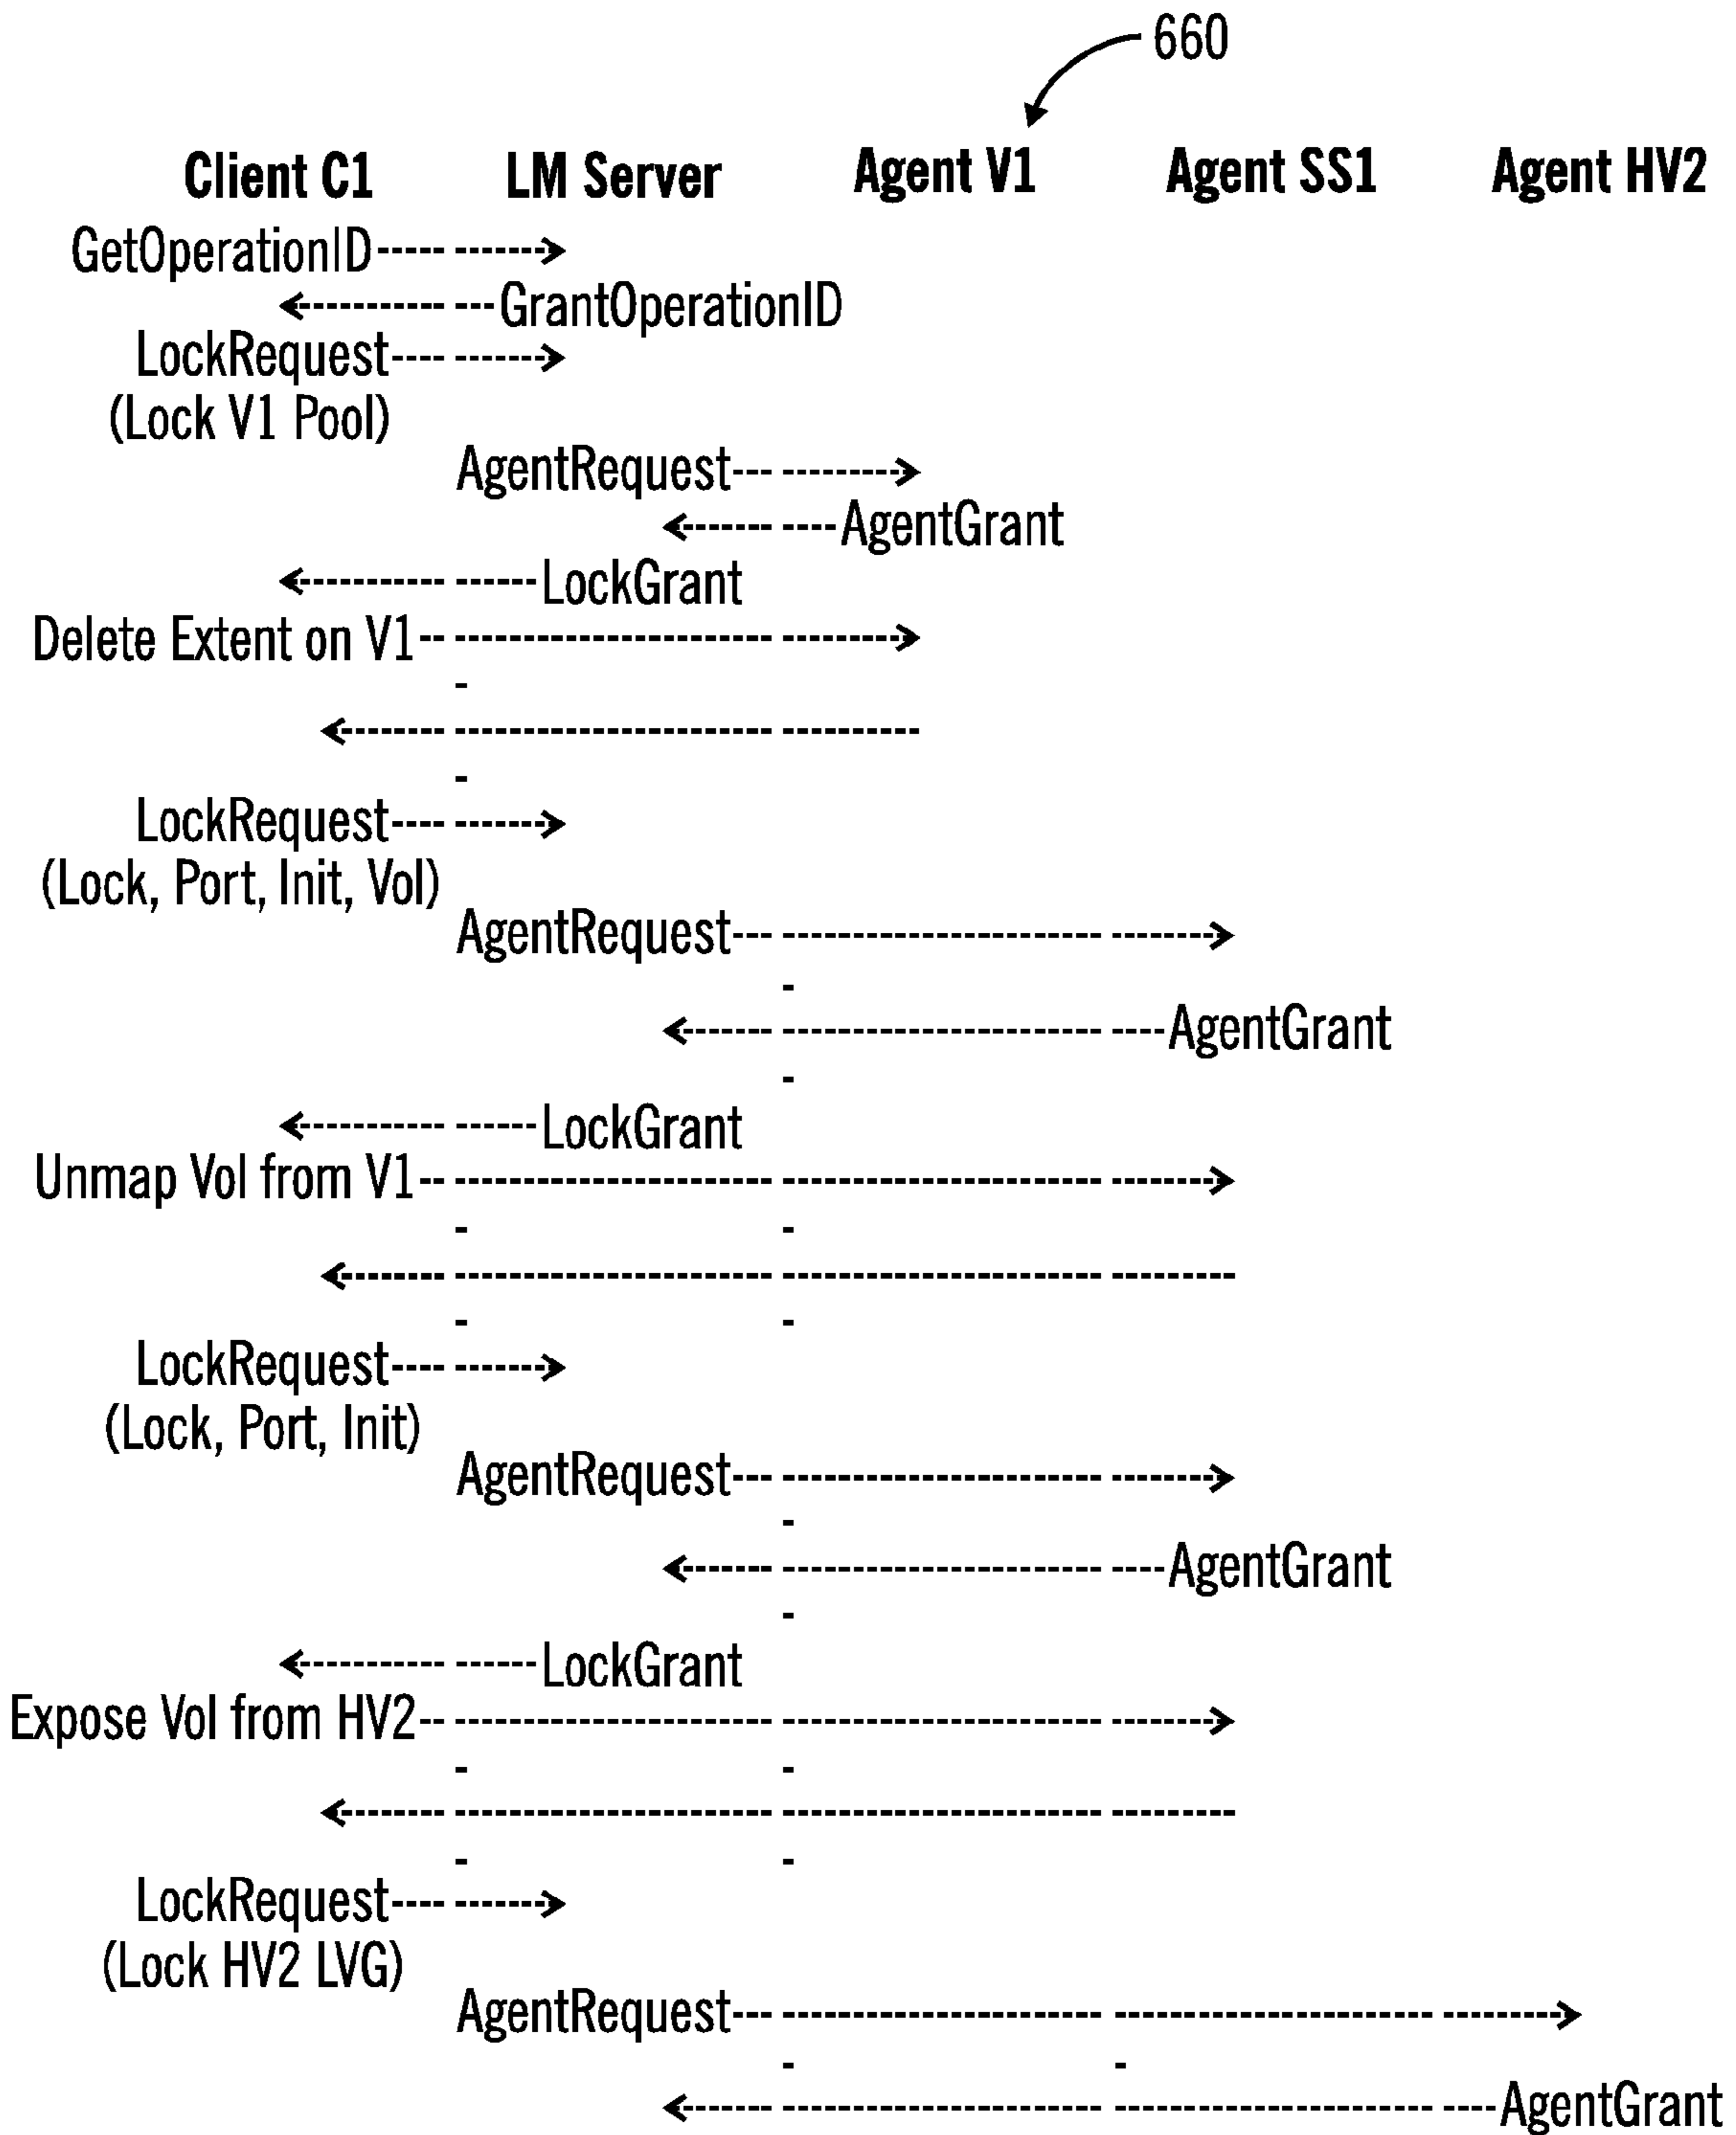 660
Client C1 LM Server Agent V1 Agent SS1 Agent HV2
GetOperationID
GrantOperationID
LockRequest
(Lock V1 Pool)
AgentRequest
AgentGrant
LockGrant
Delete Extent on V1
LockRequest
(Lock, Port, Init, Vol)
AgentRequest
AgentGrant
LockGrant
Unmap Vol from V1
LockRequest
(Lock, Port, Init)
AgentRequest
AgentGrant
LockGrant
Expose Vol from HV2
LockRequest
(Lock HV2 LVG)
AgentRequest
AgentGrant